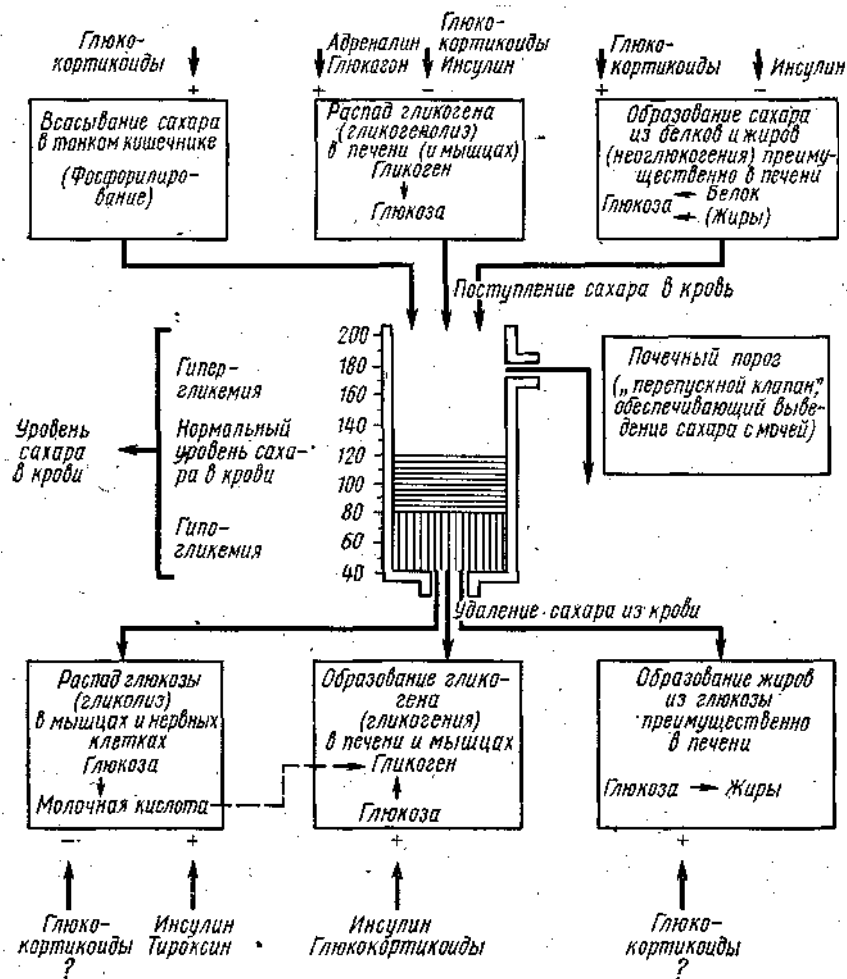 Глюко-
кортикоиды
+
Адреналин
Глюкагон
+
Глюко-
кортикоиды
Инсулин
−
Глюко-
кортикоиды
+
Инсулин
−
Всасывание сахара
в тонком кишечнике
(Фосфорилиро-
вание)
Распад гликогена
(гликогенолиз)
в печени (и мышцах)
Гликоген
Глюкоза
Образование сахара
из белков и жиров
(неоглюкогения) преиму-
щественно в печени
Глюкоза Белок
(Жиры)
Поступление сахара в кровь
Уровень
сахара
в крови
Гипер-
гликемия
Нормальный
уровень саха-
ра в крови
Гипо-
гликемия
200
180
160
140
120
100
80
60
40
Почечный порог
(„перепускной клапан,"
обеспечивающий выве-
дение сахара с мочей)
Удаление сахара из крови
Распад глюкозы
(гликолиз)
в мышцах и нервных
клетках
Глюкоза
Молочная кислота
Образование глико-
гена
(гликогения)
в печени и мышцах
Гликоген
Глюкоза
Образование жиров
из глюкозы
преимущественно
в печени
Глюкоза Жиры
−
Глюко-
кортикоиды
?
+
Инсулин
Тироксин
+
Инсулин
Глюкокортикоиды
+
Глюко-
кортикоиды
?